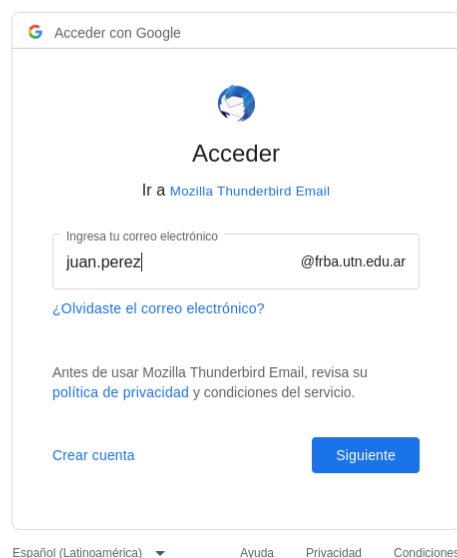 Acceder con Google
Acceder
Ir a Mozilla Thunderbird Email
Ingresa tu correo electrónico
juan.perez @frba.utn.edu.ar
¿Olvidaste el correo electrónico?
Antes de usar Mozilla Thunderbird Email, revisa su
política de privacidad y condiciones del servicio.
Crear cuenta Siguiente
Español (Latinoamérica) Ayuda Privacidad Condiciones